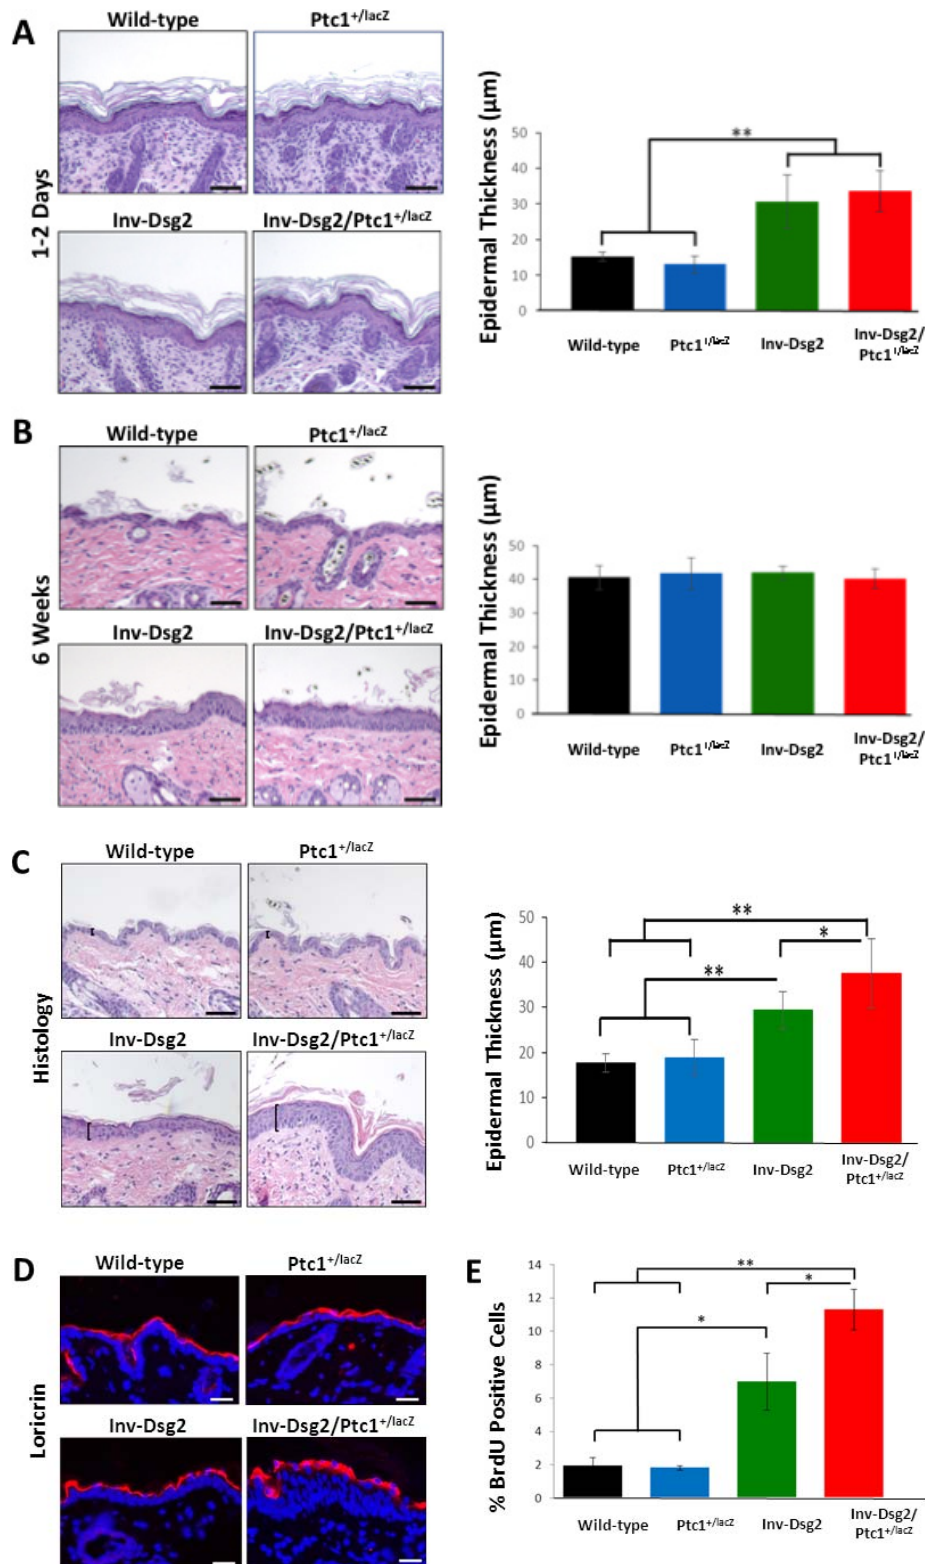 A
Wild-type
Ptc1+/lacZ
1-2 Days
Inv-Dsg2
Inv-Dsg2/Ptc1+/lacZ
Epidermal Thickness (µm)
50
40
30
20
10
0
**
Wild-type
Ptc1+/lacZ
Inv-Dsg2
Inv-Dsg2/
Ptc1+/lacZ
B
Wild-type
Ptc1+/lacZ
6 Weeks
Inv-Dsg2
Inv-Dsg2/Ptc1+/lacZ
Epidermal Thickness (µm)
50
40
30
20
10
0
Wild-type
Ptc1+/lacZ
Inv-Dsg2
Inv-Dsg2/
Ptc1+/lacZ
C
Wild-type
Ptc1+/lacZ
Histology
Inv-Dsg2
Inv-Dsg2/Ptc1+/lacZ
Epidermal Thickness (µm)
50
40
30
20
10
0
**
**
*
Wild-type
Ptc1+/lacZ
Inv-Dsg2
Inv-Dsg2/
Ptc1+/lacZ
D
Wild-type
Ptc1+/lacZ
Loricrin
Inv-Dsg2
Inv-Dsg2/Ptc1+/lacZ
E
% BrdU Positive Cells
14
12
10
8
6
4
2
0
**
*
*
Wild-type
Ptc1+/lacZ
Inv-Dsg2
Inv-Dsg2/
Ptc1+/lacZ